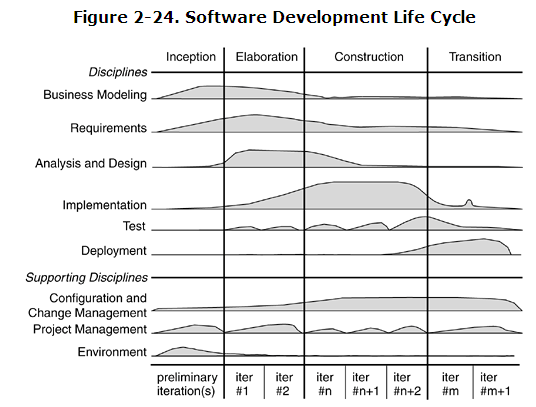 Figure 2-24. Software Development Life Cycle
Inception Elaboration Construction Transition
Disciplines
Business Modeling
Requirements
Analysis and Design
Implementation
Test
Deployment
Supporting Disciplines
Configuration and
Change Management
Project Management
Environment
preliminary iter iter iter iter iter iter iter
iteration(s) #1 #2 #n #n+1 #n+2 #m #m+1